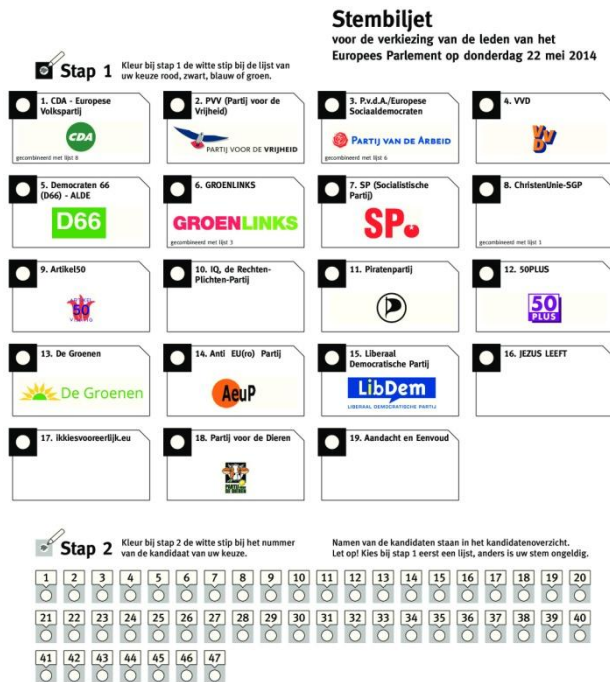 Stembiljet
voor de verkiezing van de leden van het
Europees Parlement op donderdag 22 mei 2014
Stap 1
Kleur bij stap 1 de witte stip bij de lijst van
uw keuze rood, zwart, blauw of groen.
1. CDA - Europese
Volkspartij
CDA
gecombineerd met lijst 8
2. PVV (Partij voor de
Vrijheid)
PARTIJ VOOR DE VRIJHEID
3. P.v.d.A./Europese
Sociaaldemocraten
PARTIJ VAN DE ARBEID
gecombineerd met lijst 6
4. VVD
VVD
5. Democraten 66
(D66) - ALDE
D66
6. GROENLINKS
GROENLINKS
gecombineerd met lijst 3
7. SP (Socialistische
Partij)
SP.
8. ChristenUnie-SGP
gecombineerd met lijst 1
9. Artikel50
50
10. IQ, de Rechten-
Plichten-Partij
11. Piratenpartij
12. 50PLUS
50
PLUS
13. De Groenen
De Groenen
14. Anti EU(ro) Partij
AeuP
15. Liberaal
Democratische Partij
LibDem
LIBERAAL DEMOCRATISCHE PARTIJ
16. JEZUS LEEFT
17. ikkiesvooreerlijk.eu
18. Partij voor de Dieren
PARTIJ VOOR
DE DIEREN
19. Aandacht en Eenvoud
Stap 2
Kleur bij stap 2 de witte stip bij het nummer
van de kandidaat van uw keuze.
Namen van de kandidaten staan in het kandidatenoverzicht.
Let op! Kies bij stap 1 eerst een lijst, anders is uw stem ongeldig.
1 2 3 4 5 6 7 8 9 10 11 12 13 14 15 16 17 18 19 20
21 22 23 24 25 26 27 28 29 30 31 32 33 34 35 36 37 38 39 40
41 42 43 44 45 46 47